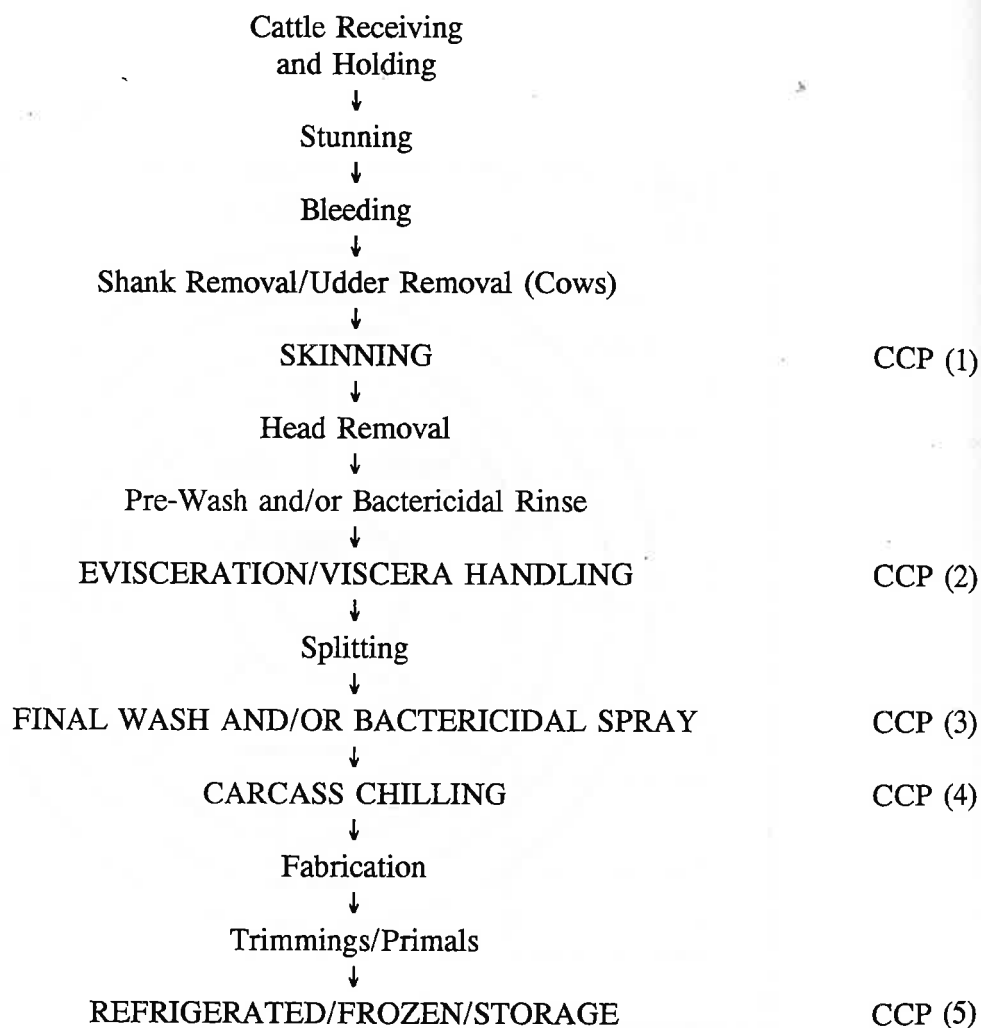 Cattle Receiving
and Holding
↓
Stunning
↓
Bleeding
↓
Shank Removal/Udder Removal (Cows)
↓
SKINNING CCP (1)
↓
Head Removal
↓
Pre-Wash and/or Bactericidal Rinse
↓
EVISCERATION/VISCERA HANDLING CCP (2)
↓
Splitting
↓
FINAL WASH AND/OR BACTERICIDAL SPRAY CCP (3)
↓
CARCASS CHILLING CCP (4)
↓
Fabrication
↓
Trimmings/Primals
↓
REFRIGERATED/FROZEN/STORAGE CCP (5)